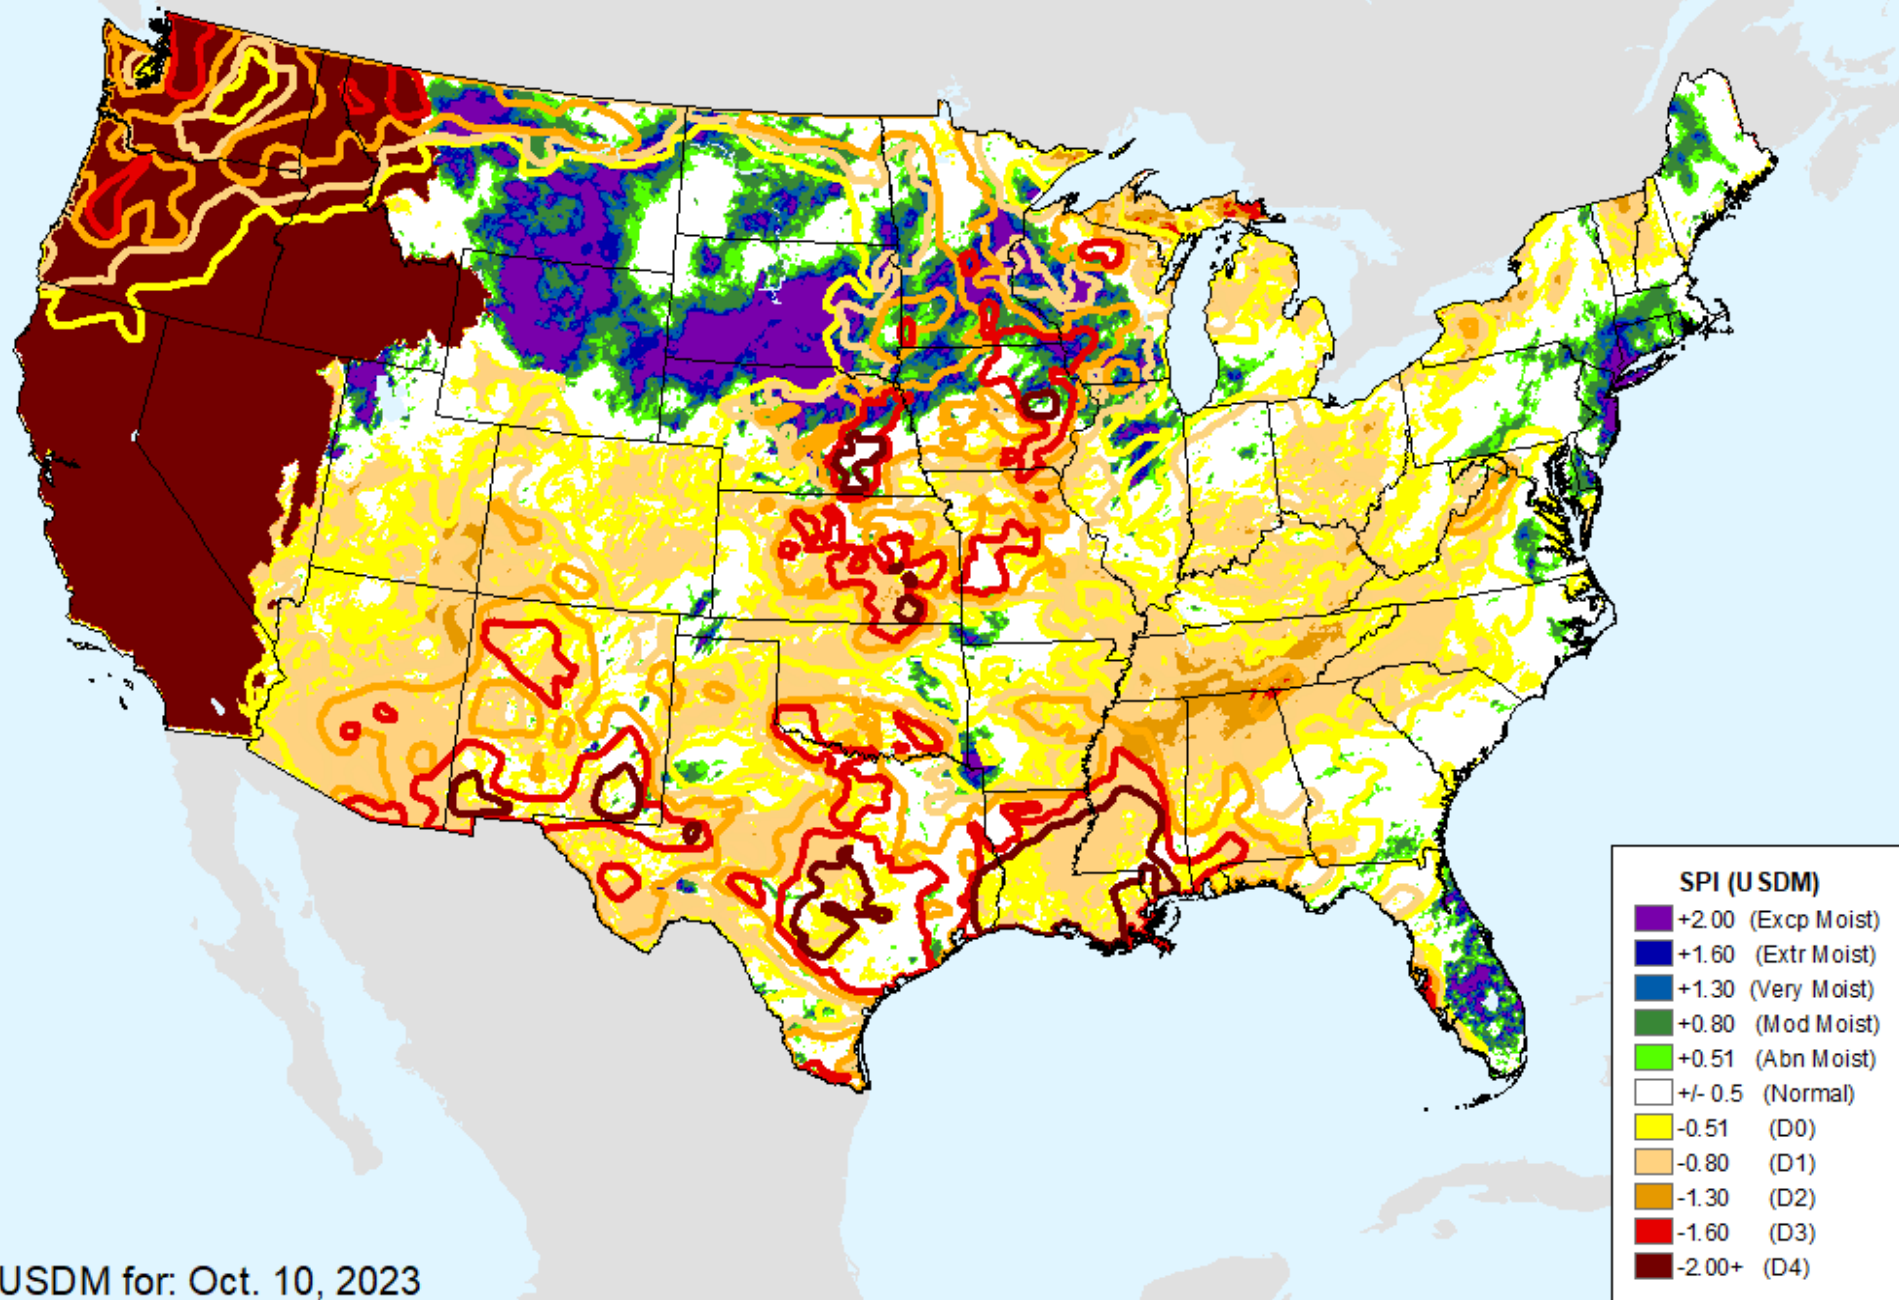 SPI (USDM)
+2.00 (Excp Moist)
+1.60 (Extr Moist)
+1.30 (Very Moist)
+0.80 (Mod Moist)
+0.51 (Abn Moist)
+/- 0.5 (Normal)
-0.51 (D0)
-0.80 (D1)
-1.30 (D2)
-1.60 (D3)
-2.00+ (D4)
USDM for: Oct. 10, 2023